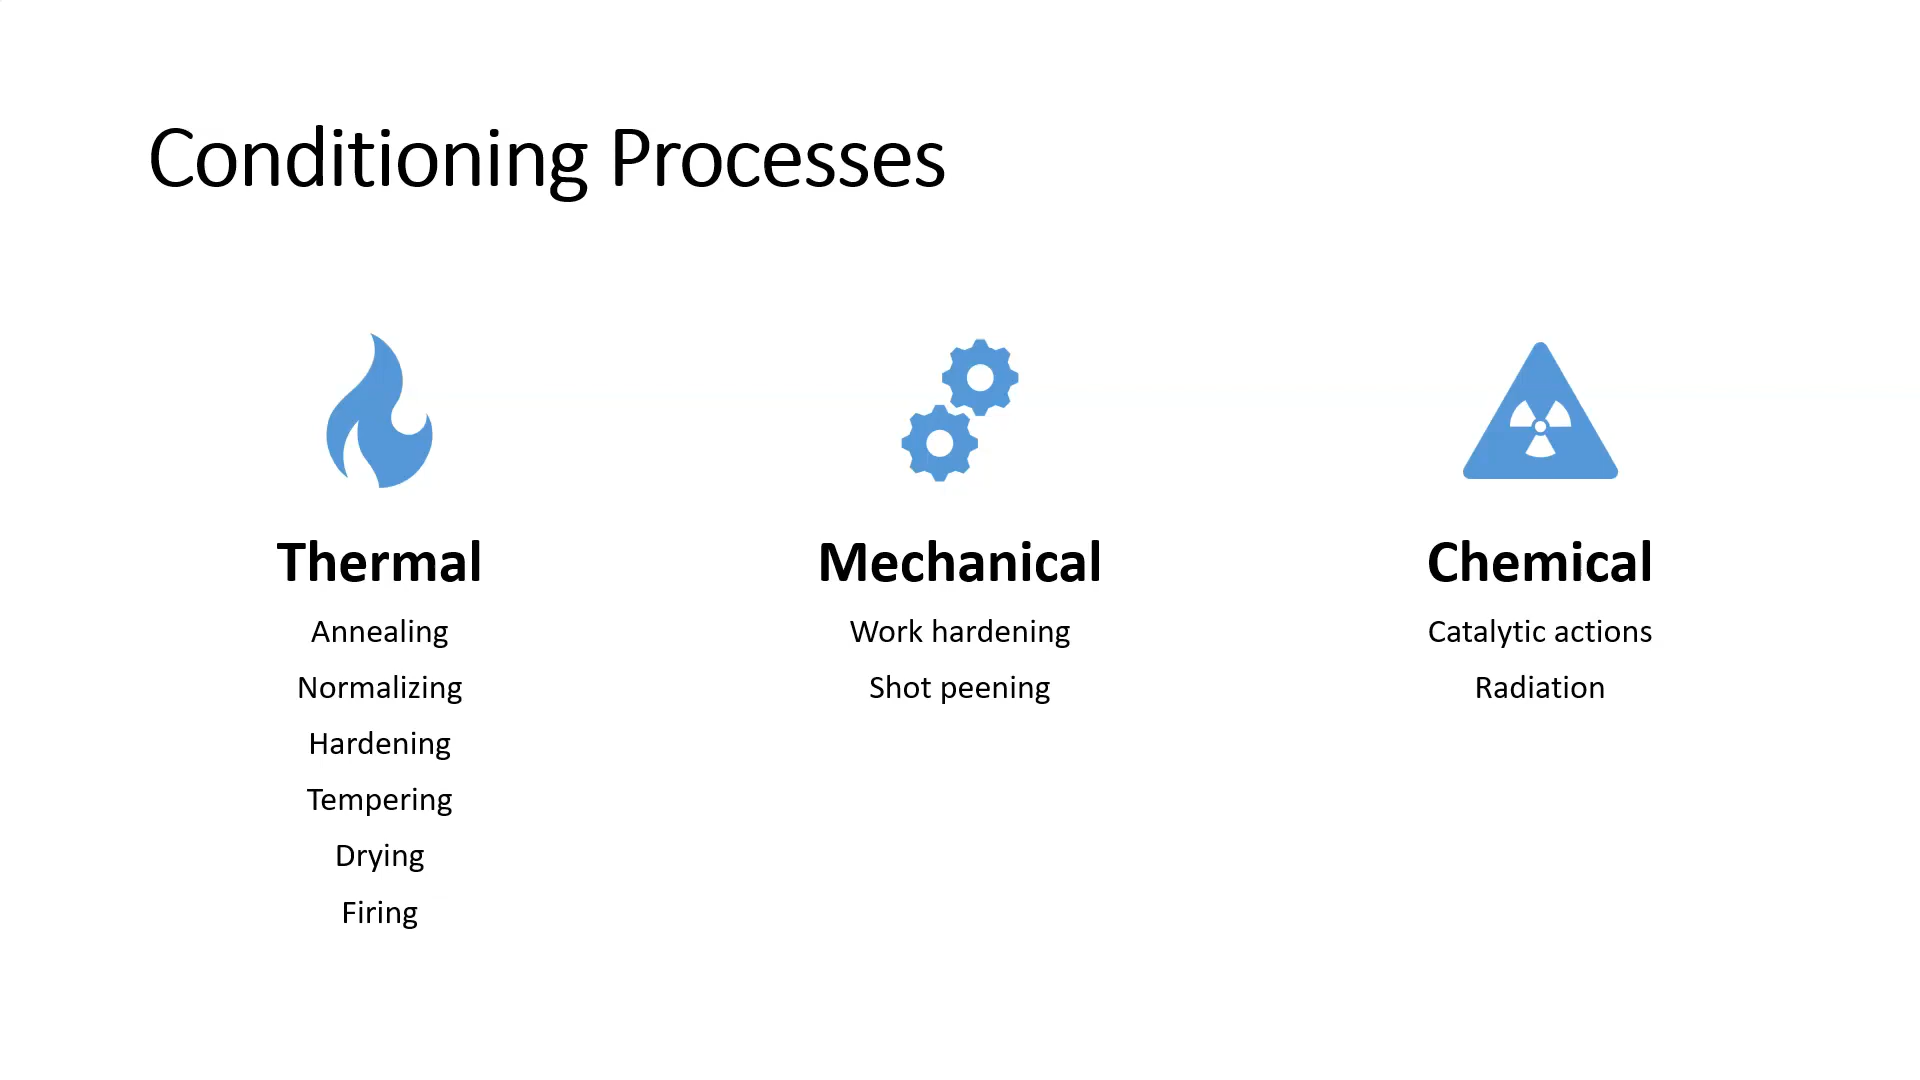 Conditioning Processes
Thermal
Annealing
Normalizing
Hardening
Tempering
Drying
Firing
Mechanical
Work hardening
Shot peening
Chemical
Catalytic actions
Radiation